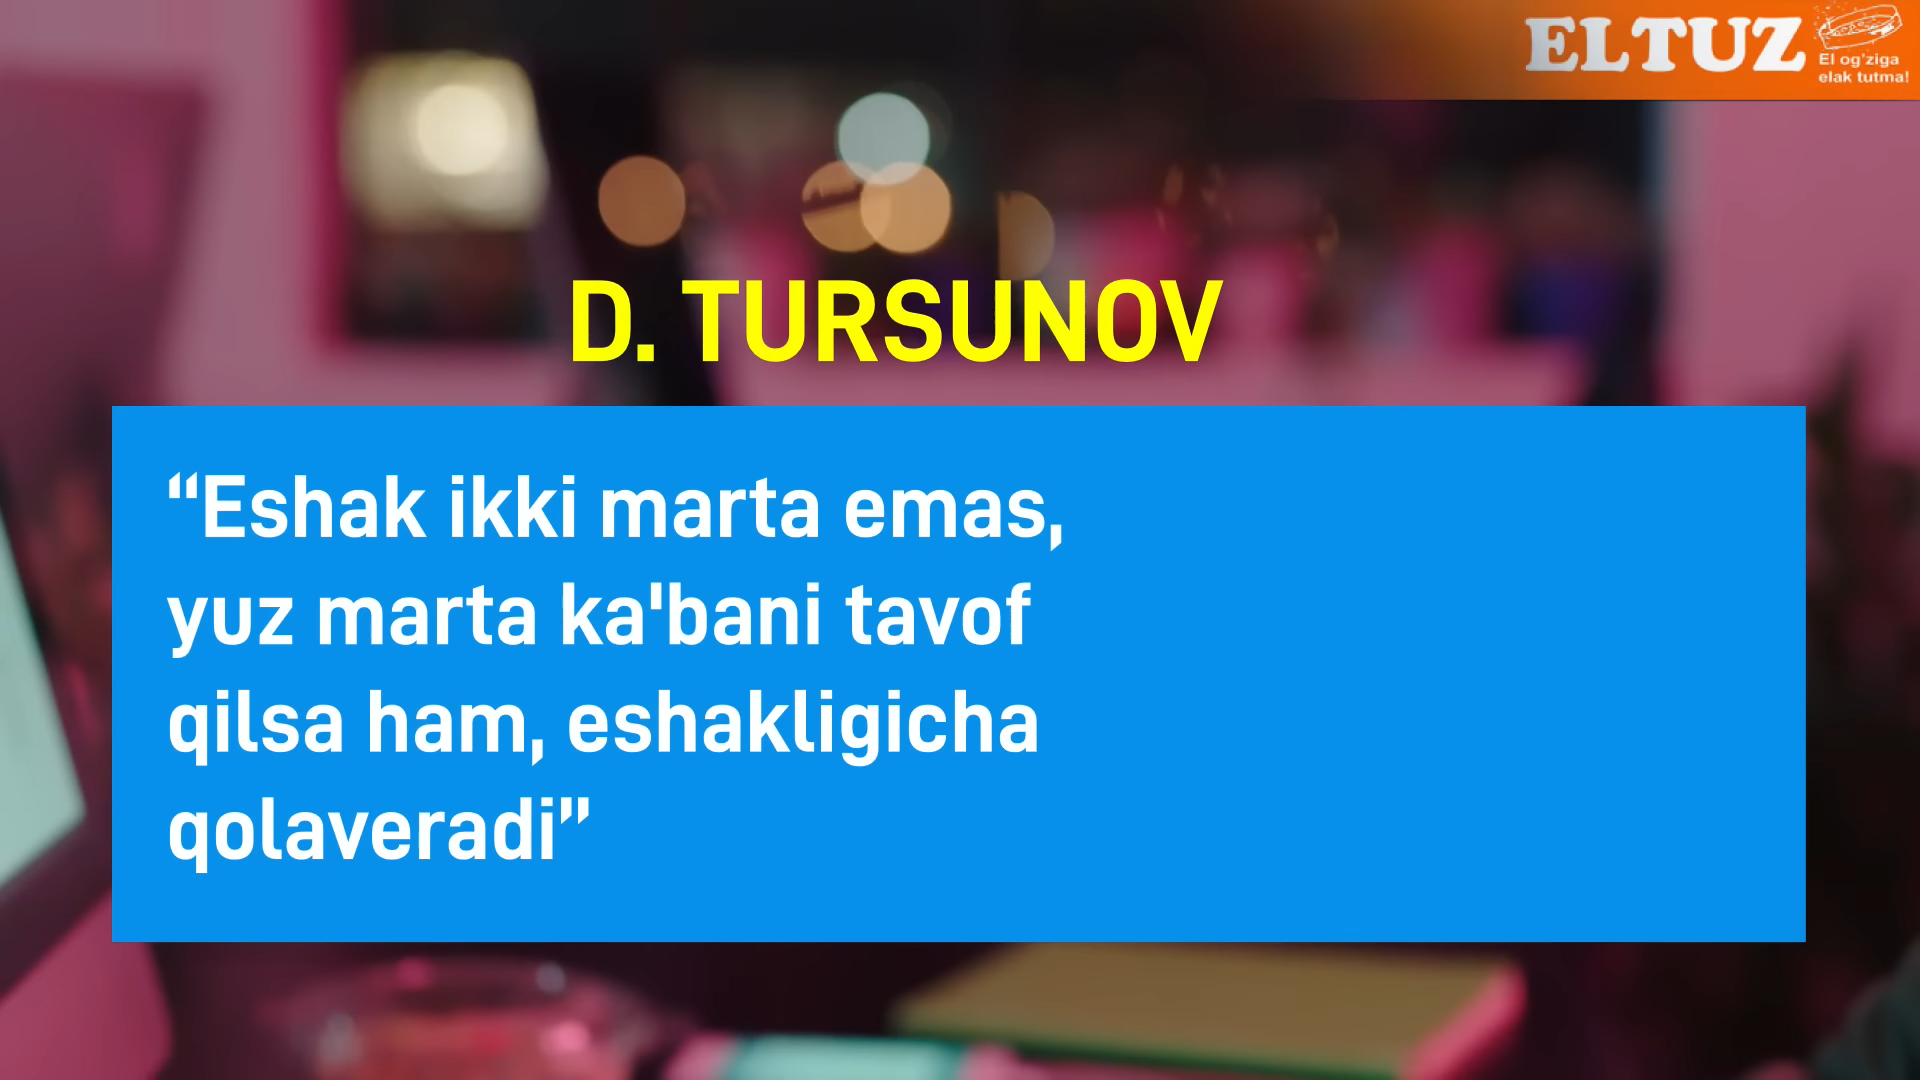 ELTUZ
El og'ziga
elak tutma!
D. TURSUNOV
“Eshak ikki marta emas,
yuz marta ka'bani tavof
qilsa ham, eshakligicha
qolaveradi”